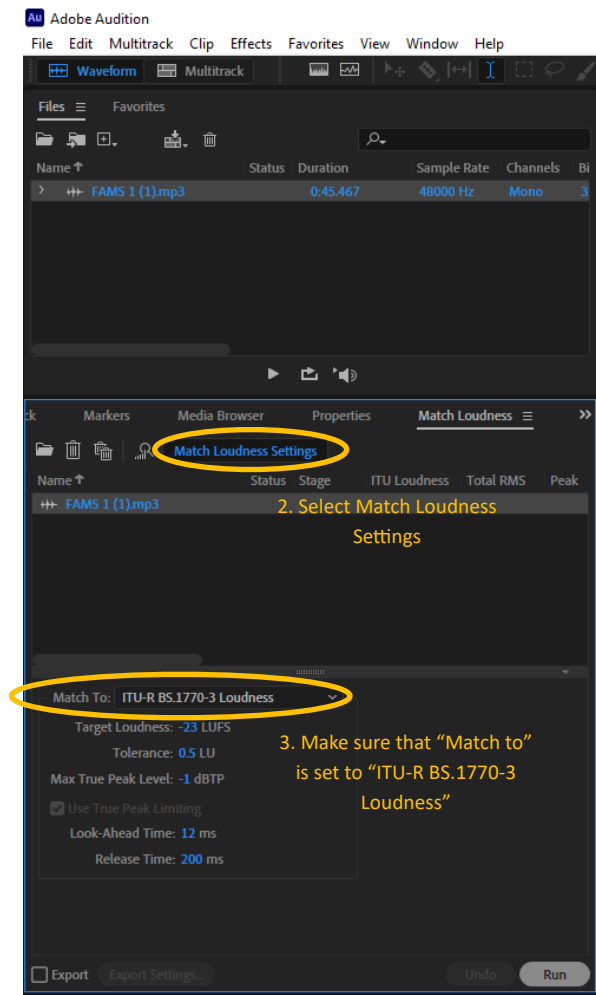 Au Adobe Audition
File Edit Multitrack Clip Effects Favorites View Window Help
Waveform Multitrack
Files Favorites
Name Status Duration Sample Rate Channels Bi
FAMS 1 (1).mp3 0:45.467 48000 Hz Mono 3
ck Markers Media Browser Properties Match Loudness
Match Loudness Settings
Name Status Stage ITU Loudness Total RMS Peak
FAMS 1 (1).mp3
2. Select Match Loudness
Settings
Match To: ITU-R BS.1770-3 Loudness
Target Loudness: -23 LUFS
Tolerance: 0.5 LU
Max True Peak Level: -1 dBTP
Use True Peak Limiting
Look-Ahead Time: 12 ms
Release Time: 200 ms
3. Make sure that “Match to”
is set to “ITU-R BS.1770-3
Loudness”
Export Export Settings... Undo Run